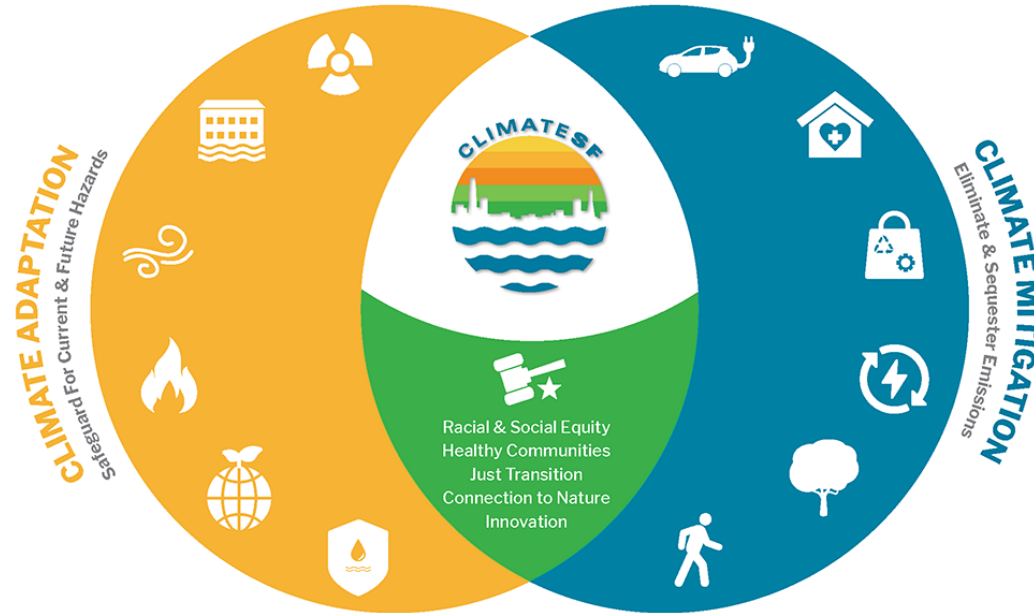 CLIMATE ADAPTATION
Safeguard For Current & Future Hazards
CLIMATESF
Racial & Social Equity
Healthy Communities
Just Transition
Connection to Nature
Innovation
CLIMATE MITIGATION
Eliminate & Sequester Emissions